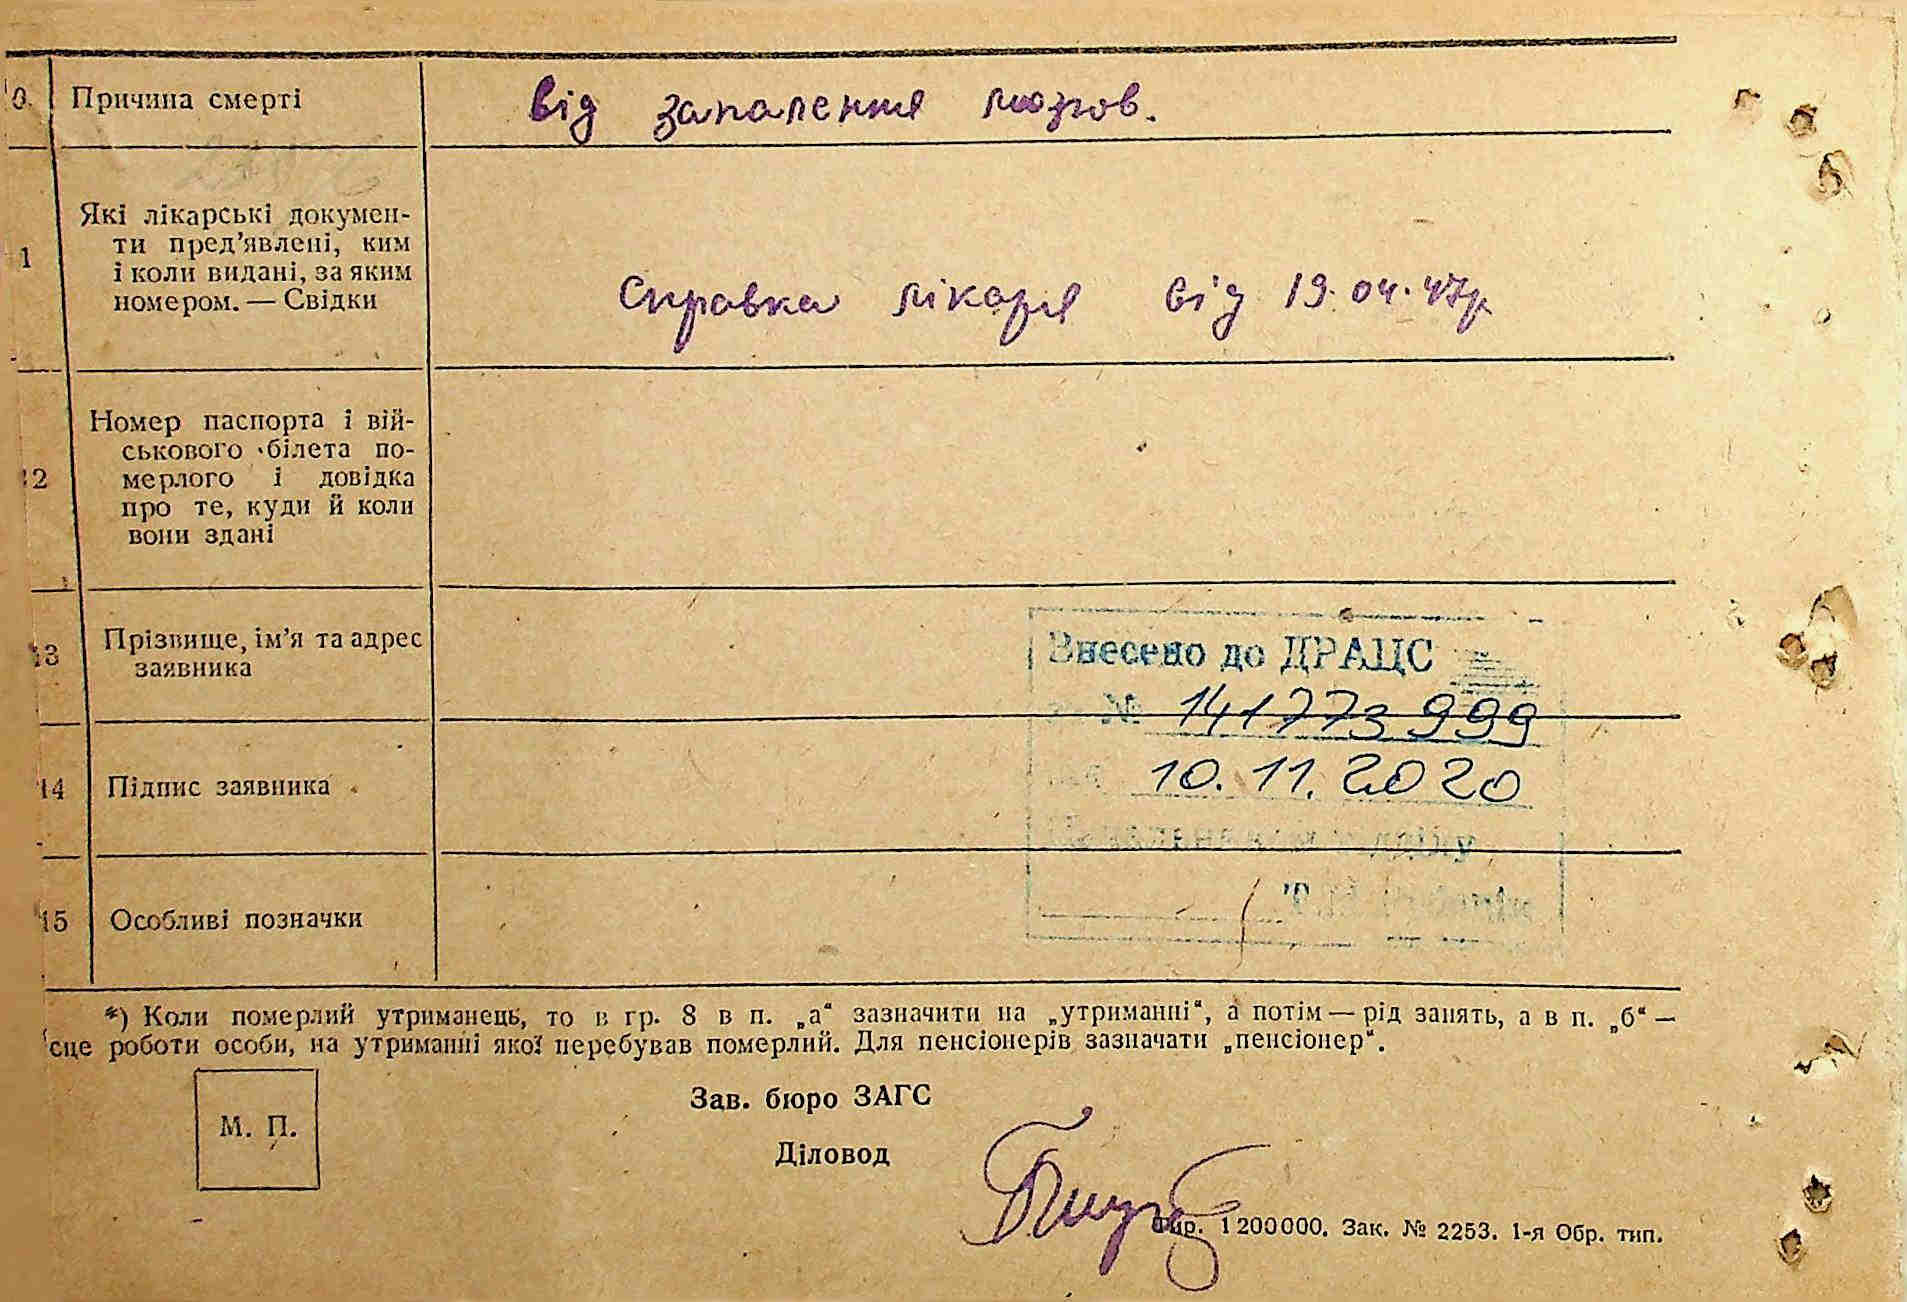 0. Причина смерті
від запалення мозгов.
1 Які лікарські докумен-
ти пред'явлені, ким
і коли видані, за яким
номером. — Свідки
Справка лікаря від 19.04.47р
12 Номер паспорта і вій-
ськового білета по-
мерлого і довідка
про те, куди й коли
вони здані
13 Прізвище, ім'я та адрес
заявника
Внесено до ДРАЦС
№ 141773999
10.11.2020
14 Підпис заявника
15 Особливі позначки
*) Коли померлий утриманець, то в гр. 8 в п. „а“ зазначити на „утриманні“, а потім — рід занять, а в п. „б“ —
сце роботи особи, на утриманні якої перебував померлий. Для пенсіонерів зазначати „пенсіонер“.
М. П.
Зав. бюро ЗАГС
Діловод
Тир. 1200000. Зак. № 2253. 1-я Обр. тип.